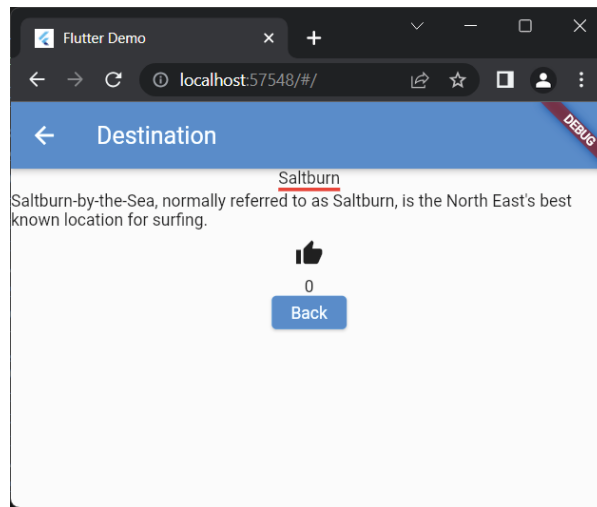 Flutter Demo
localhost:57548/#/
Destination
DEBUG
Saltburn
Saltburn-by-the-Sea, normally referred to as Saltburn, is the North East's best
known location for surfing.
0
Back